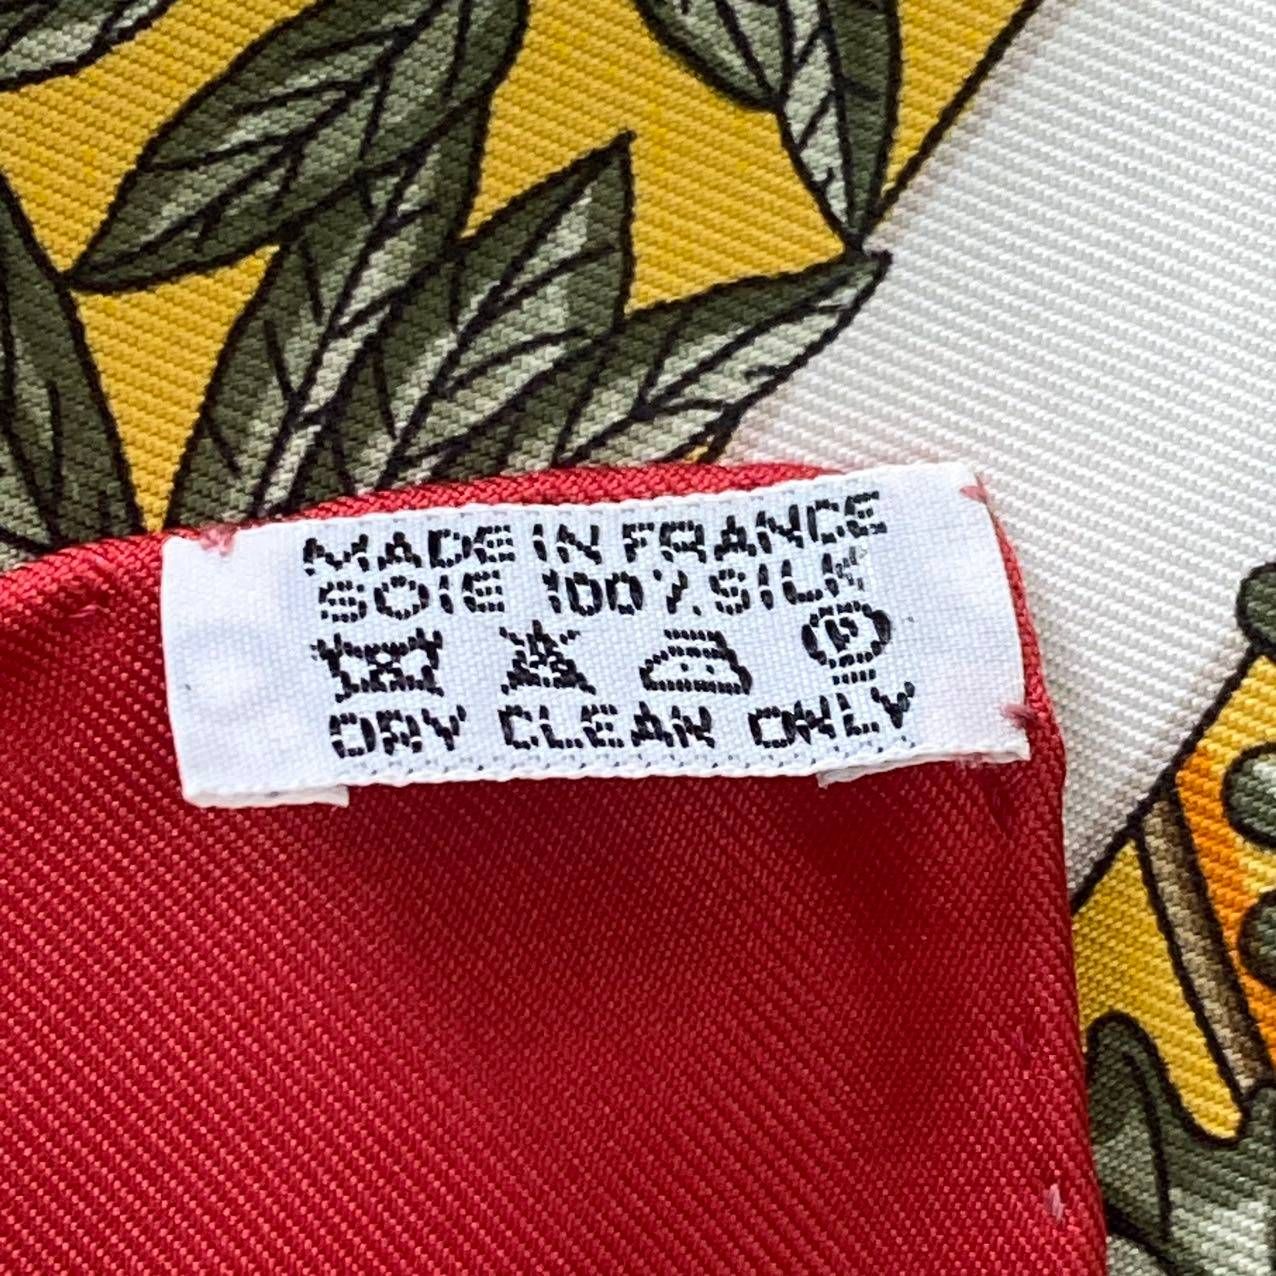 MADE IN FRANCE
SOIE 100% SILK
P
DRY CLEAN ONLY